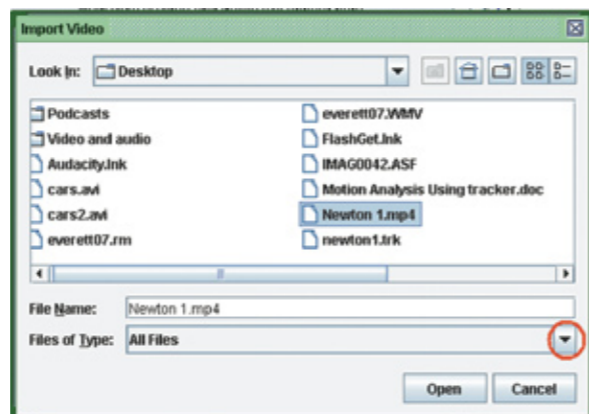 Import Video
Look In: Desktop
Podcasts
Video and audio
Audacity.lnk
cars.avi
cars2.avi
everett07.rm
everett07.WMV
FlashGet.lnk
IMAG0042.ASF
Motion Analysis Using tracker.doc
Newton 1.mp4
newton1.trk
File Name: Newton 1.mp4
Files of Type: All Files
Open Cancel